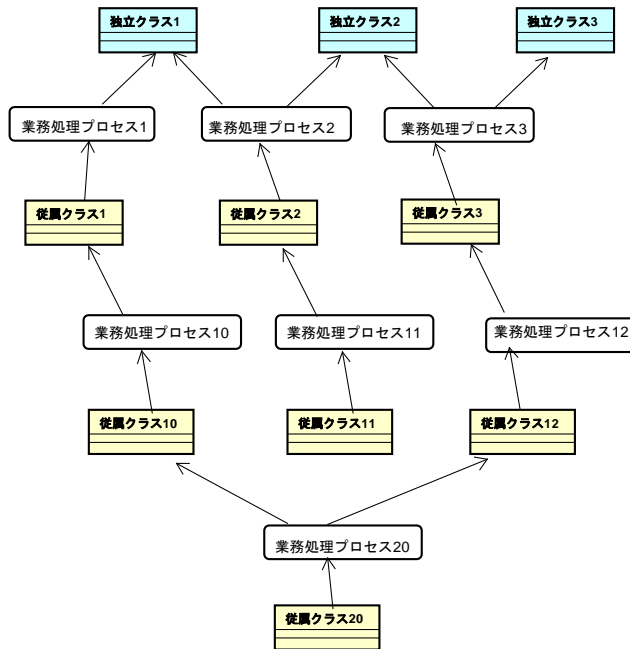 独立クラス1
独立クラス2
独立クラス3
業務処理プロセス1
業務処理プロセス2
業務処理プロセス3
従属クラス1
従属クラス2
従属クラス3
業務処理プロセス10
業務処理プロセス11
業務処理プロセス12
従属クラス10
従属クラス11
従属クラス12
業務処理プロセス20
従属クラス20